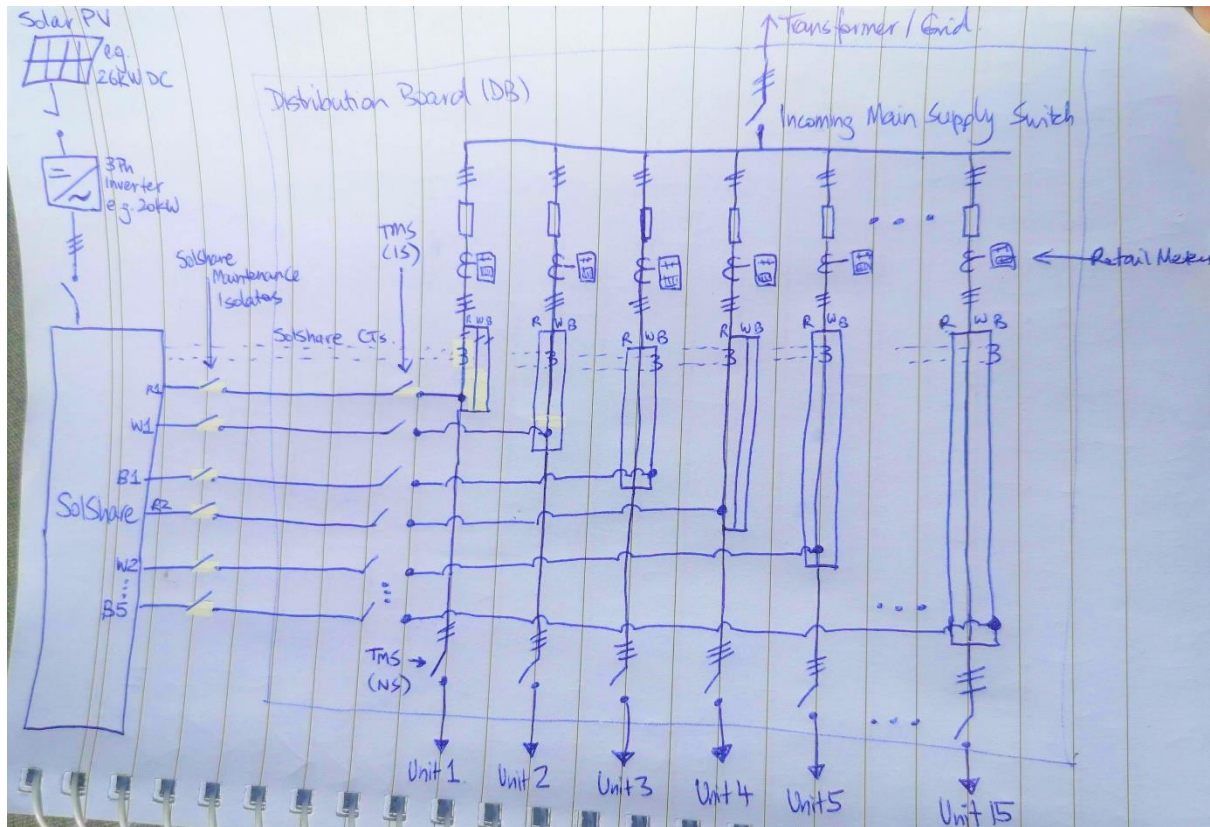 Solar PV
e.g.
26kW DC
Transformer / Grid
Distribution Board (DB)
Incoming Main Supply Switch
3Ph
Inverter
e.g. 20kW
Solshare
Maintenance
Isolators
TMS
(IS)
Retail Meter
Solshare CTs
R W B
R W B
R W B
R W B
R W B
R W B
R1
W1
B1
SolShare
R2
W2
B5
TMS
(NS)
Unit 1
Unit 2
Unit 3
Unit 4
Unit 5
Unit 15